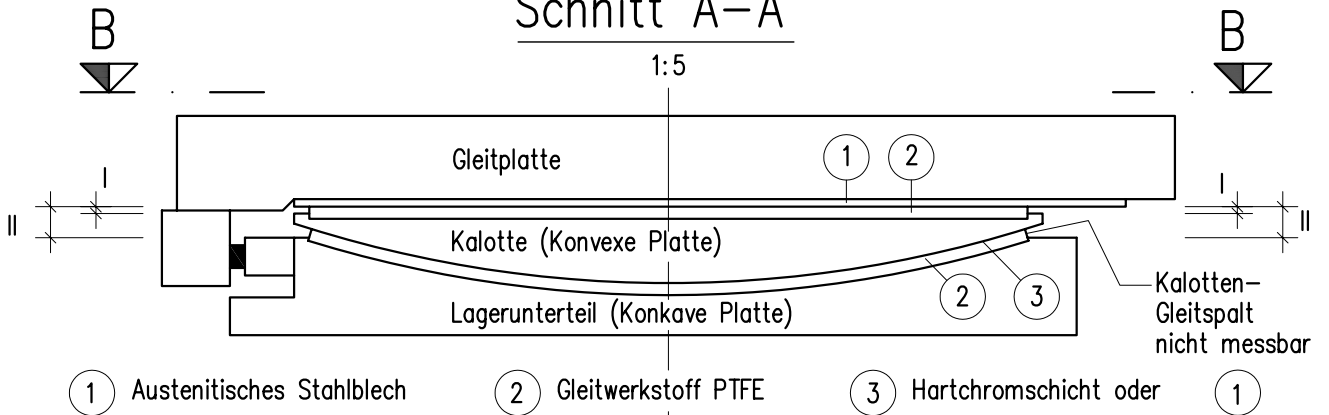 Schnitt A–A
B
B
1:5
Gleitplatte
1
2
I
I
II
II
Kalotte (Konvexe Platte)
2
3
Kalotten–
Gleitspalt
nicht messbar
Lagerunterteil (Konkave Platte)
1 Austenitisches Stahlblech
2 Gleitwerkstoff PTFE
3 Hartchromschicht oder 1